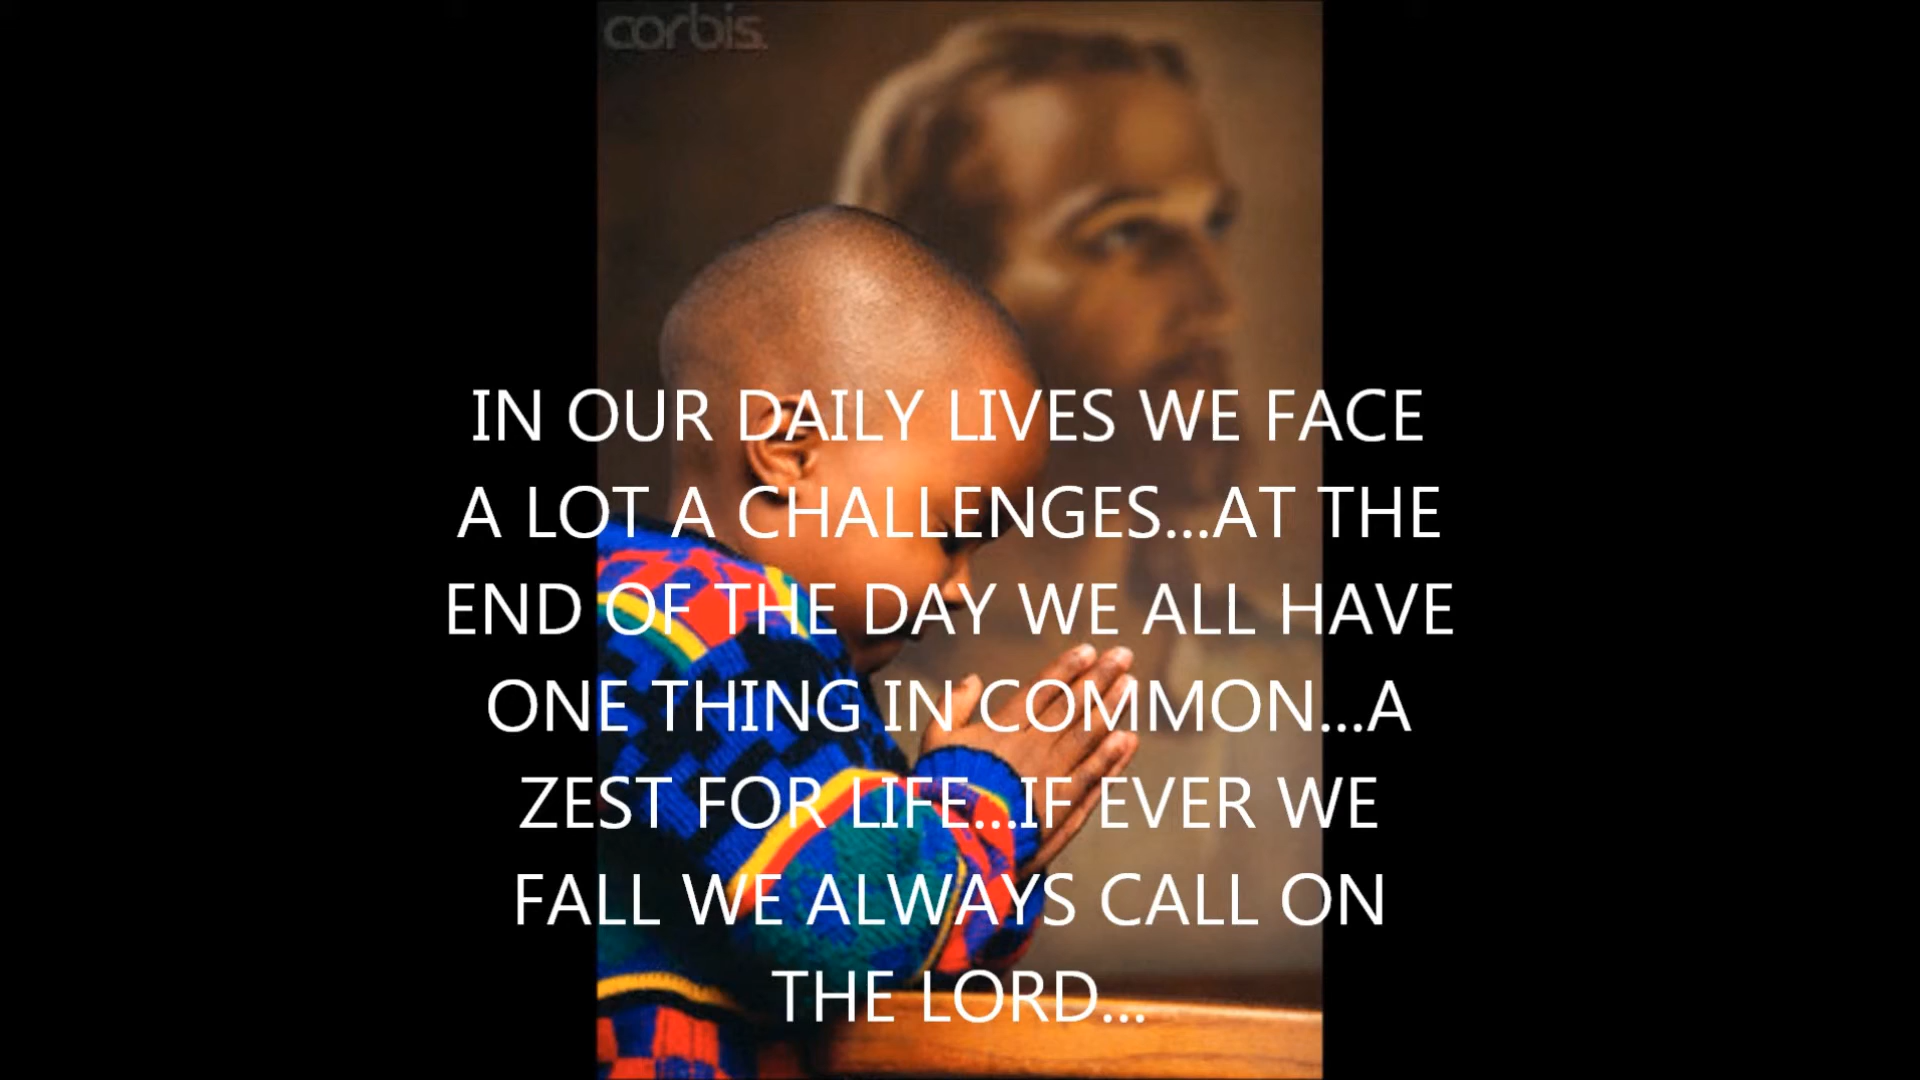 corbis.
IN OUR DAILY LIVES WE FACE
A LOT A CHALLENGES...AT THE
END OF THE DAY WE ALL HAVE
ONE THING IN COMMON...A
ZEST FOR LIFE...IF EVER WE
FALL WE ALWAYS CALL ON
THE LORD...